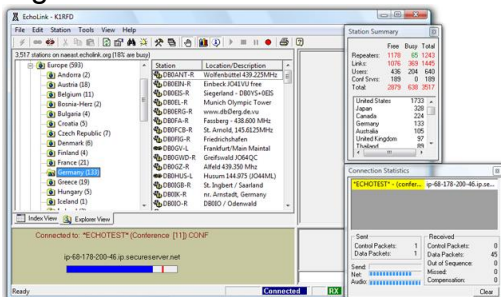 EchoLink - K1RFD
File Edit Station Tools View Help
3,517 stations on naeast.echolink.org (18% are busy)
Europe (593)
Andorra (2)
Austria (18)
Belgium (11)
Bosnia-Herz (2)
Bulgaria (4)
Croatia (5)
Czech Republic (7)
Denmark (6)
Finland (4)
France (21)
Germany (133)
Greece (19)
Hungary (5)
Iceland (1)
Station Location/Description
DB0ANT-R Wolfenbüttel 439.225MHz
DB0EIN-R Einbeck JO41VU free
DB0EIS-R Siegerland - DB0YS+0EIS
DB0EL-R Munich Olympic Tower
DB0ERG-R www.db0erg.de
DB0FA-R Fassberg - 438.600 MHz
DB0FCB-R St. Arnold, 145.6125MHz
DB0FIG-R Friedrichshafen
DB0GV-L Frankfurt/Main Maintal
DB0GWD-R Greifswald JO64QC
DB0GZ-R Alfeld 439.350 Mhz
DB0HUS-L Husum 144.975 (JO44ML)
DB0IGB-R St. Ingbert / Saarland
DB0IK-R nr. Arnstadt, Germany
DB0IO-R DB0IO / Odenwald
Index View Explorer View
Connected to: *ECHOTEST* (Conference [11]) CONF
ip-68-178-200-46.ip.secureserver.net
Ready Connected RX
Station Summary
Free Busy Total
Repeaters: 1178 65 1243
Links: 1076 369 1445
Users: 436 204 640
Conf Srvrs: 189 0 189
Total: 2879 638 3517
United States 1733
Japan 328
Canada 224
Germany 133
Australia 105
United Kingdom 97
Thailand 89
Connection Statistics
*ECHOTEST* - (confer... ip-68-178-200-46.ip.se...
Sent Received
Control Packets: 1 Control Packets: 0
Data Packets: 1 Data Packets: 45
Out of Sequence: 0
Send: Missed: 0
Net: Compensation: 0
Audio:
Clear